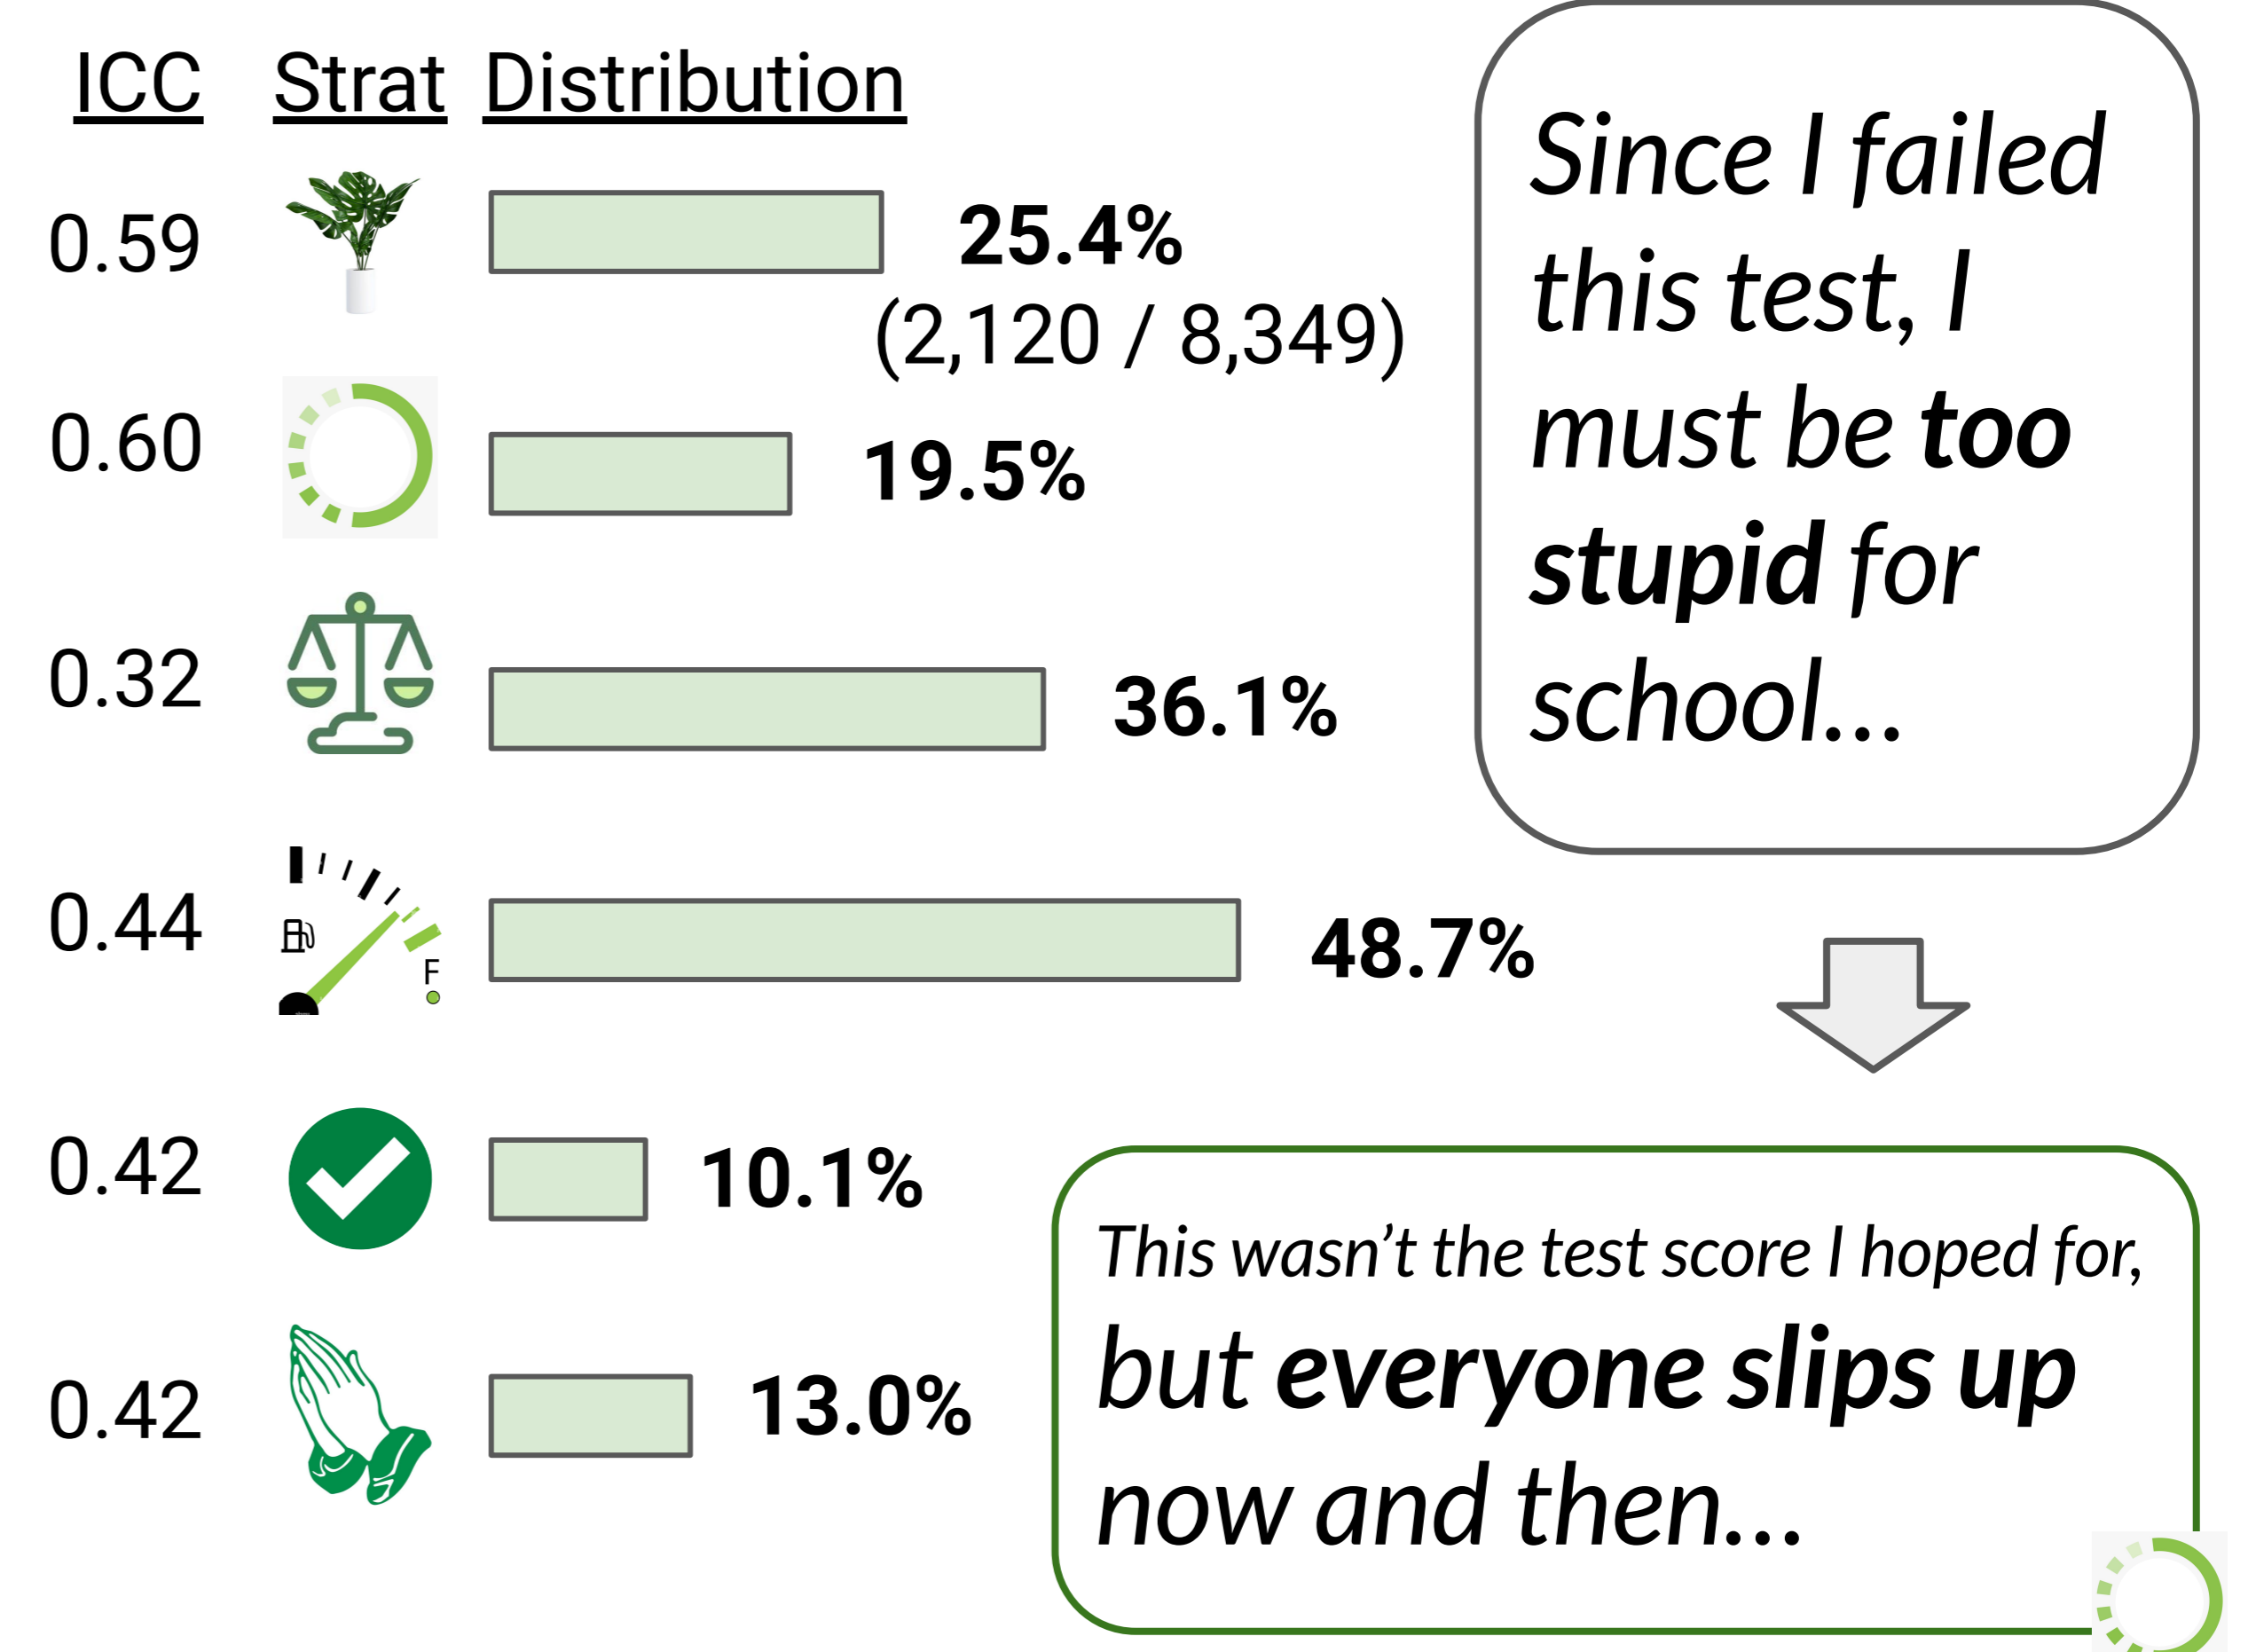 ICC Strat Distribution
0.59 25.4%
(2,120 / 8,349)
0.60 19.5%
0.32 36.1%
0.44 F 48.7%
0.42 10.1%
0.42 13.0%
Since I failed
this test, I
must be too
stupid for
school...
This wasn't the test score I hoped for,
but everyone slips up
now and then...